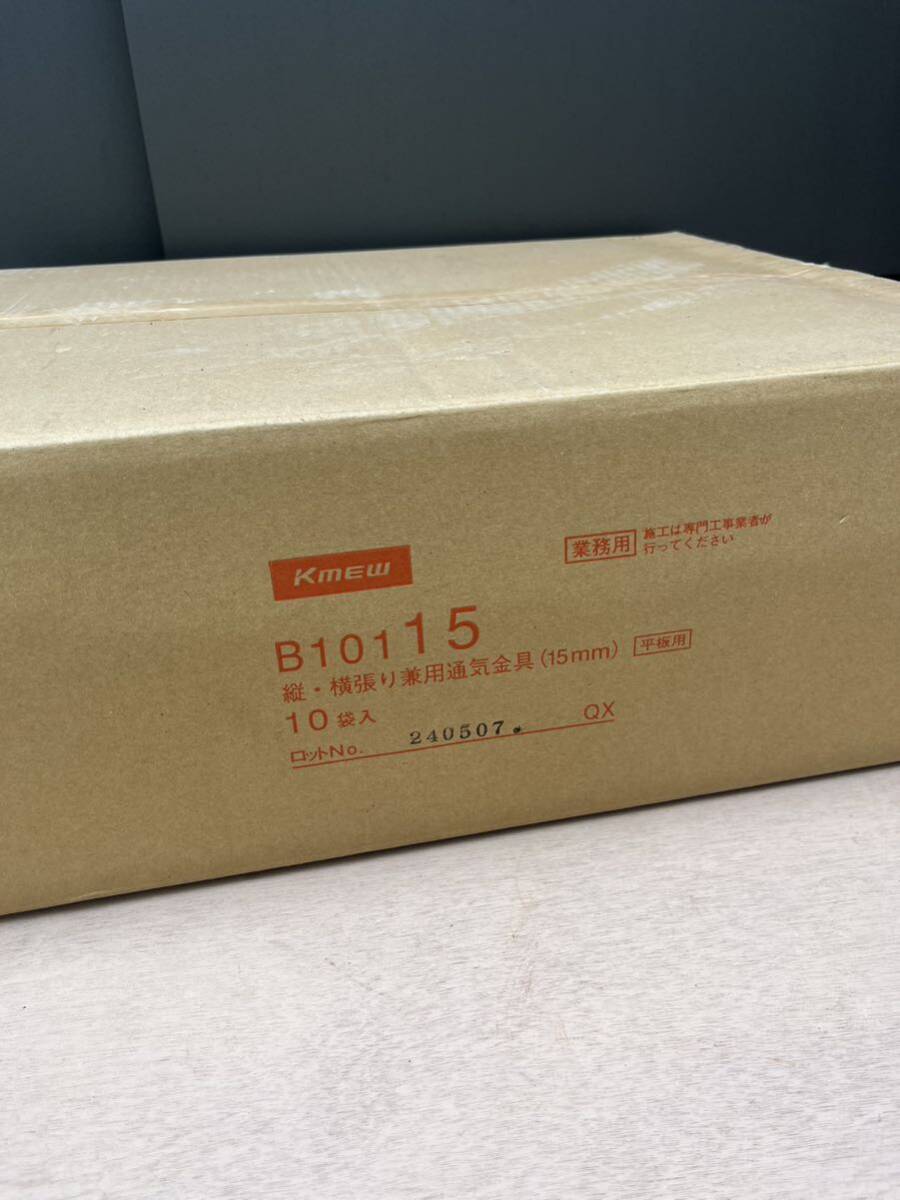 Kmew
業務用 施工は専門工事業者が
行ってください
B10115
縦・横張り兼用通気金具(15mm) 平板用
10袋入
ロットNo. 240507. QX